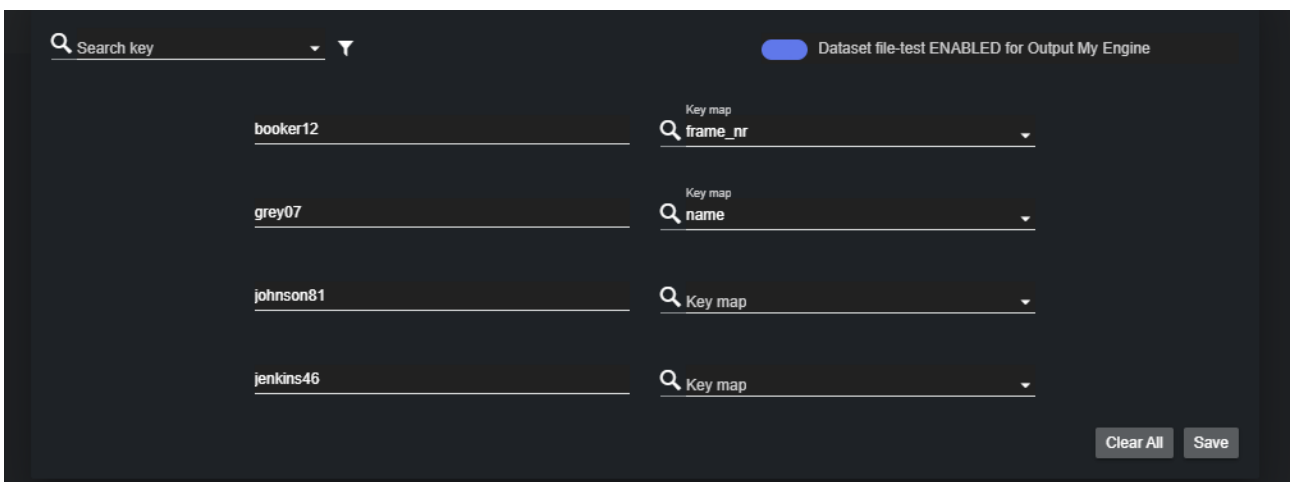 Search key
Dataset file-test ENABLED for Output My Engine
Key map
booker12
frame_nr
Key map
grey07
name
johnson81
Key map
jenkins46
Key map
Clear All
Save